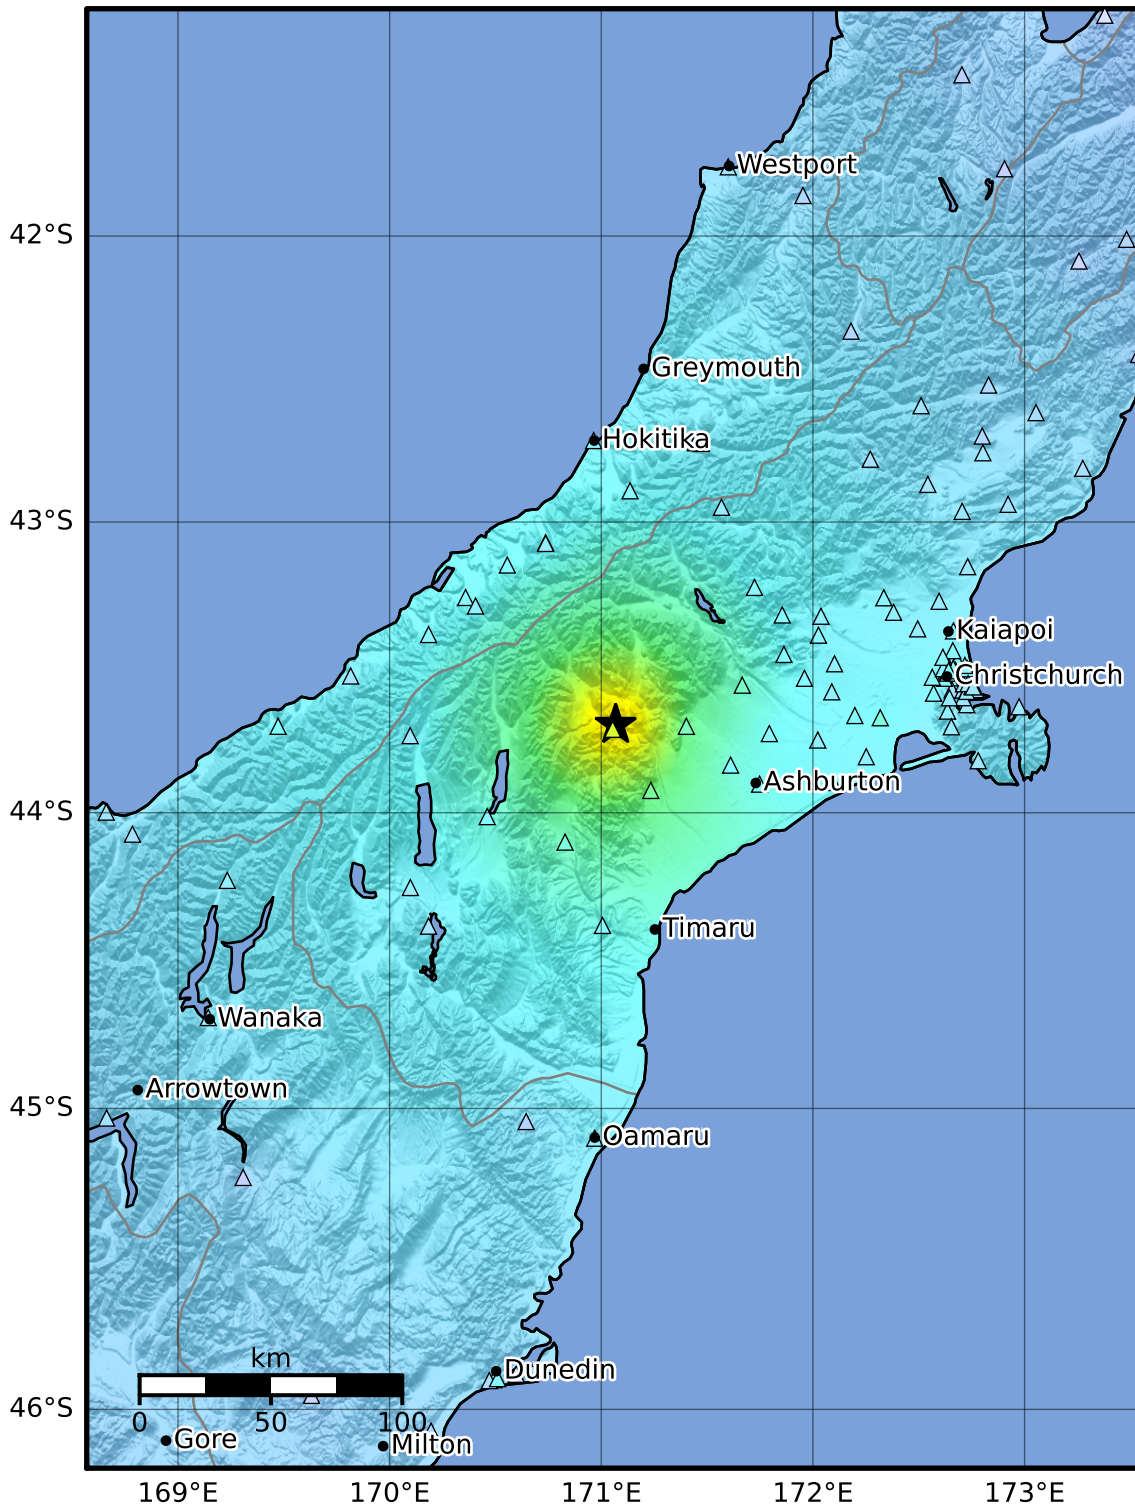 Westport
42°S
Greymouth
Hokitika
43°S
Kaiapoi
Christchurch
Ashburton
44°S
Timaru
Wanaka
Arrowtown
45°S
Oamaru
km
Dunedin
46°S
0 50 100
Gore
Milton
169°E 170°E 171°E 172°E 173°E